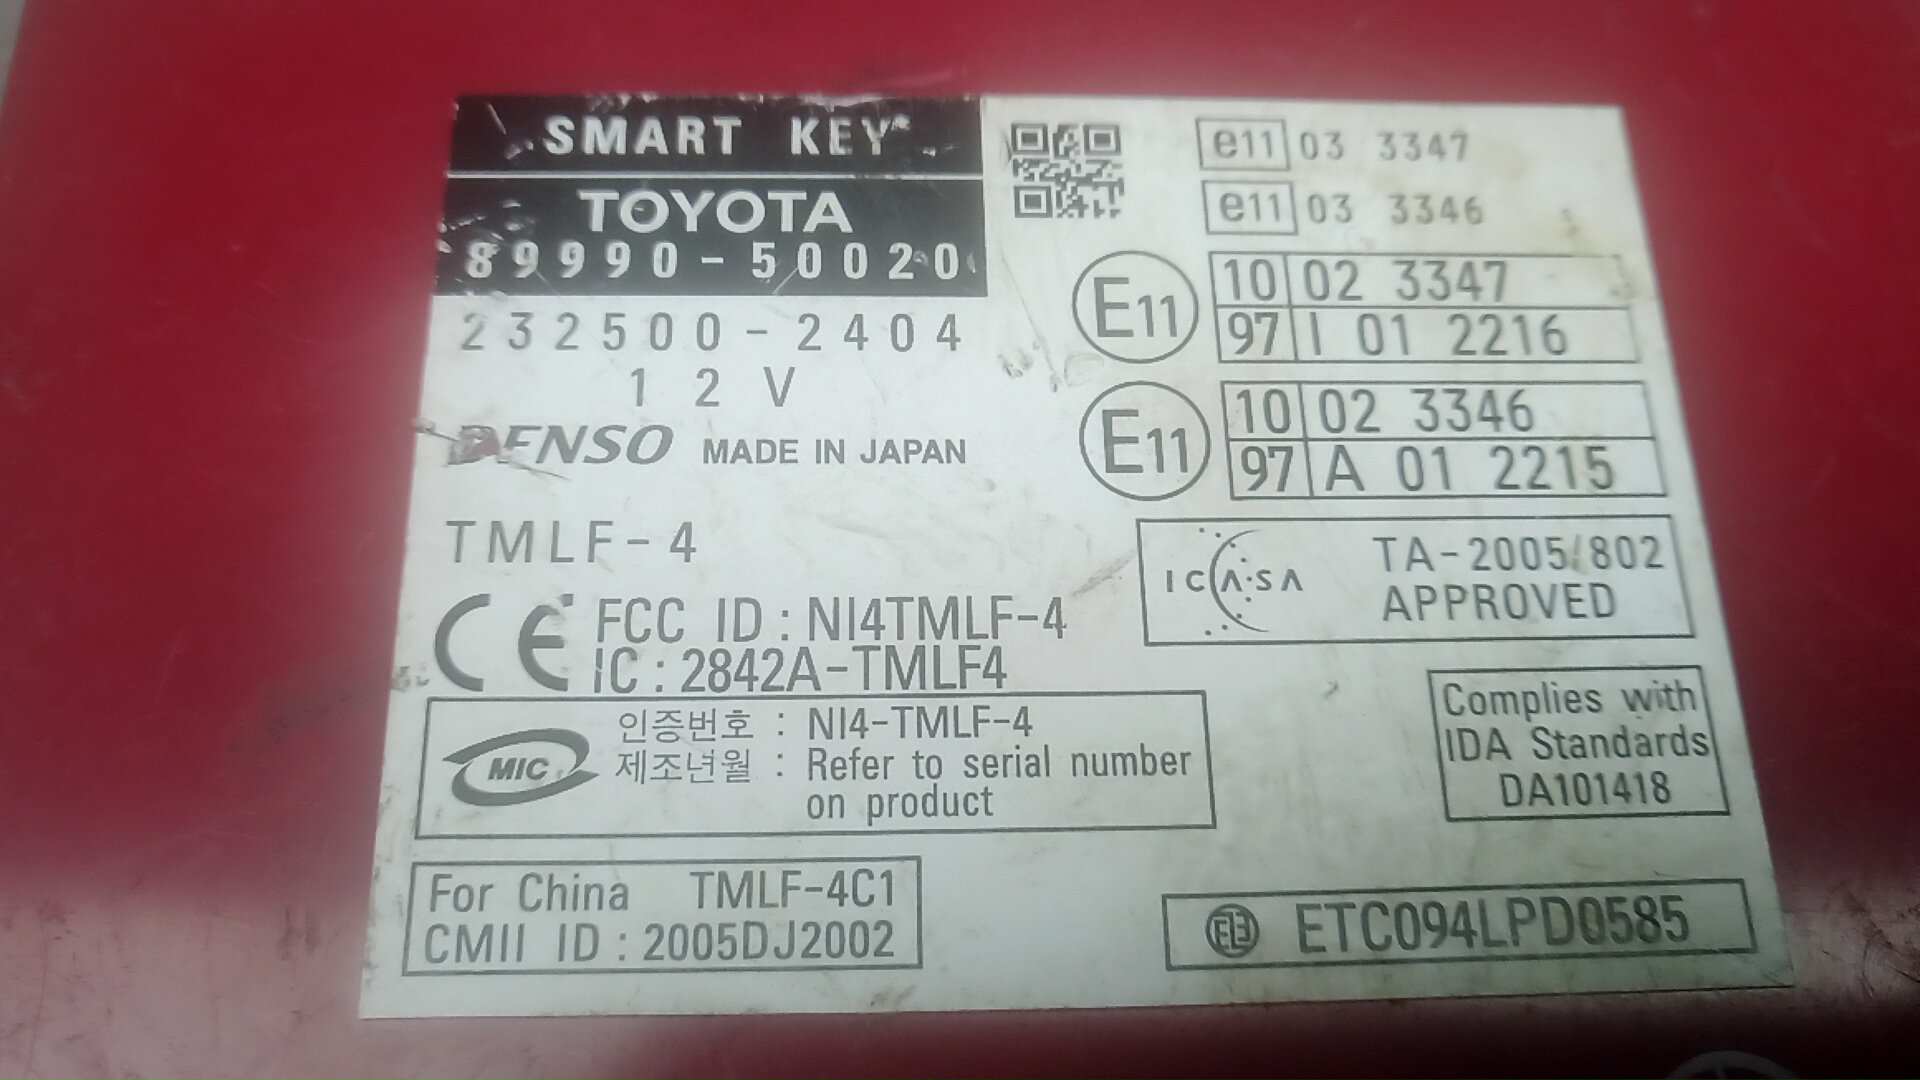 SMART KEY
TOYOTA
89990-50020
232500-2404
12V
DENSO MADE IN JAPAN
TMLF-4
CE
FCC ID : NI4TMLF-4
IC : 2842A-TMLF4
MIC
인증번호 : NI4-TMLF-4
제조년월 : Refer to serial number
on product
For China TMLF-4C1
CMII ID : 2005DJ2002
e11 03 3347
e11 03 3346
E11
10 02 3347
97 I 01 2216
E11
10 02 3346
97 A 01 2215
ICASA
TA-2005/802
APPROVED
Complies with
IDA Standards
DA101418
ETC094LPD0585